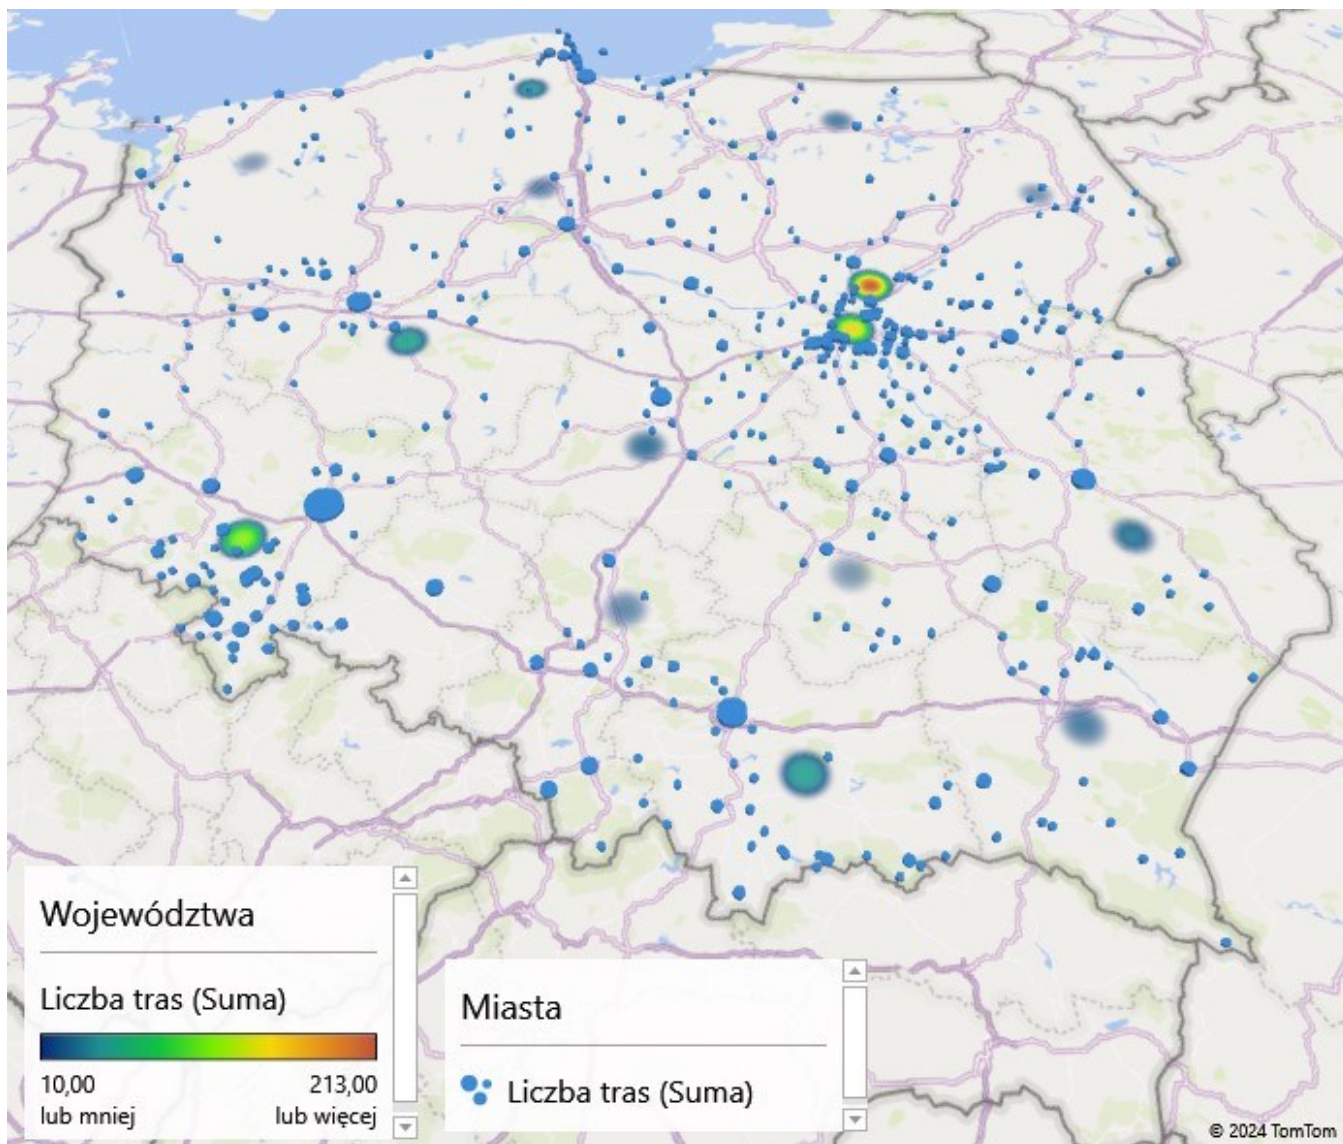 Województwa
Liczba tras (Suma)
10,00
lub mniej
213,00
lub więcej
Miasta
Liczba tras (Suma)
© 2024 TomTom